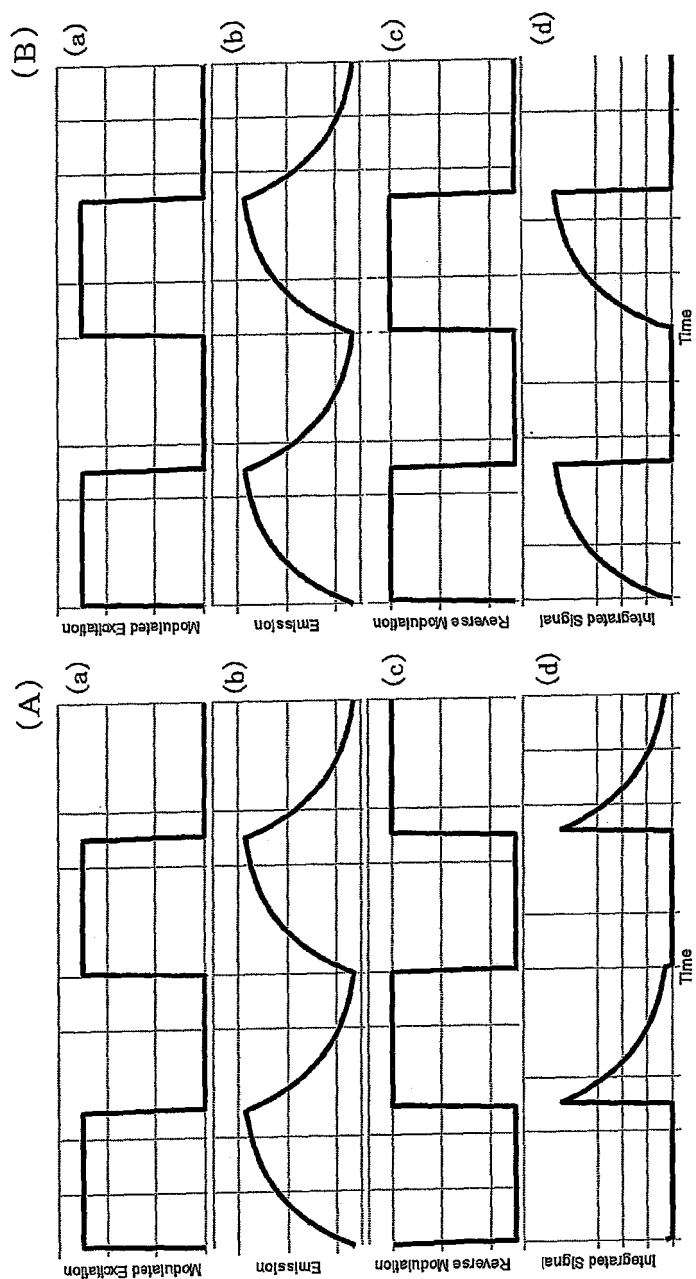 (A)
(a)
Modulated Excitation
(b)
Emission
(c)
Reverse Modulation
(d)
Integrated Signal
Time
(B)
(a)
Modulated Excitation
(b)
Emission
(c)
Reverse Modulation
(d)
Integrated Signal
Time